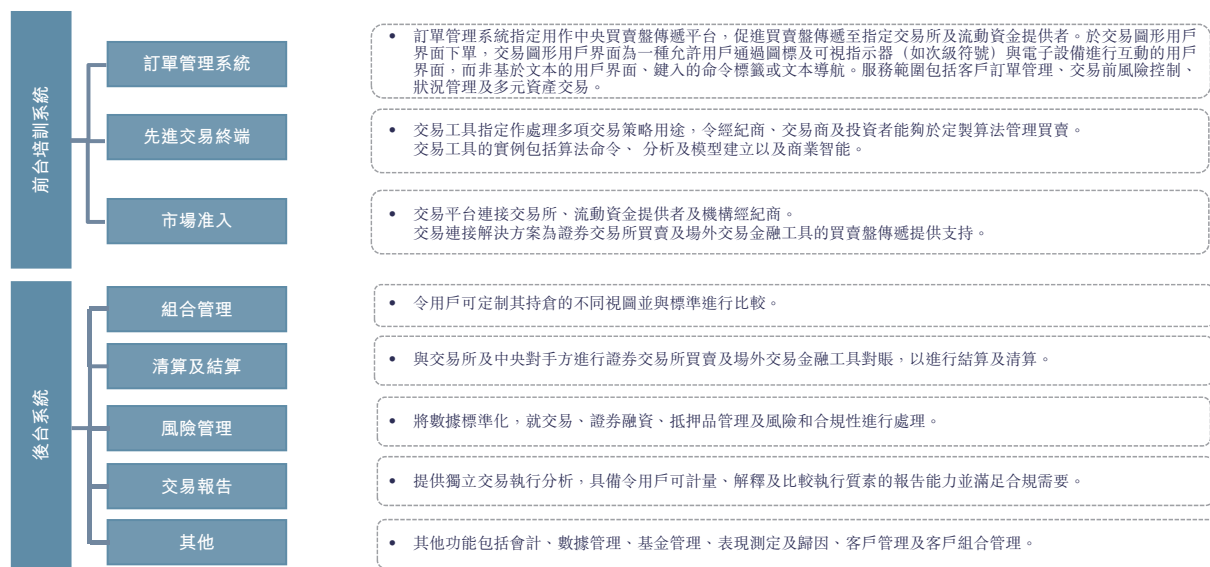 前台培訓系統
訂單管理系統
• 訂單管理系統指定用作中央買賣盤傳遞平台，促進買賣盤傳遞至指定交易所及流動資金提供者。於交易圖形用戶
界面下單，交易圖形用戶界面為一種允許用戶通過圖標及可視指示器（如次級符號）與電子設備進行互動的用戶
界面，而非基於文本的用戶界面、鍵入的命令標籤或文本導航。服務範圍包括客戶訂單管理、交易前風險控制、
狀況管理及多元資產交易。
先進交易終端
• 交易工具指定作處理多項交易策略用途，令經紀商、交易商及投資者能夠於定製算法管理買賣。
交易工具的實例包括算法命令、 分析及模型建立以及商業智能。
市場准入
• 交易平台連接交易所、流動資金提供者及機構經紀商。
交易連接解決方案為證券交易所買賣及場外交易金融工具的買賣盤傳遞提供支持。
後台系統
組合管理
• 令用戶可定制其持倉的不同視圖並與標準進行比較。
清算及結算
• 與交易所及中央對手方進行證券交易所買賣及場外交易金融工具對賬，以進行結算及清算。
風險管理
• 將數據標準化，就交易、證券融資、抵押品管理及風險和合規性進行處理。
交易報告
• 提供獨立交易執行分析，具備令用戶可計量、解釋及比較執行質素的報告能力並滿足合規需要。
其他
• 其他功能包括會計、數據管理、基金管理、表現測定及歸因、客戶管理及客戶組合管理。